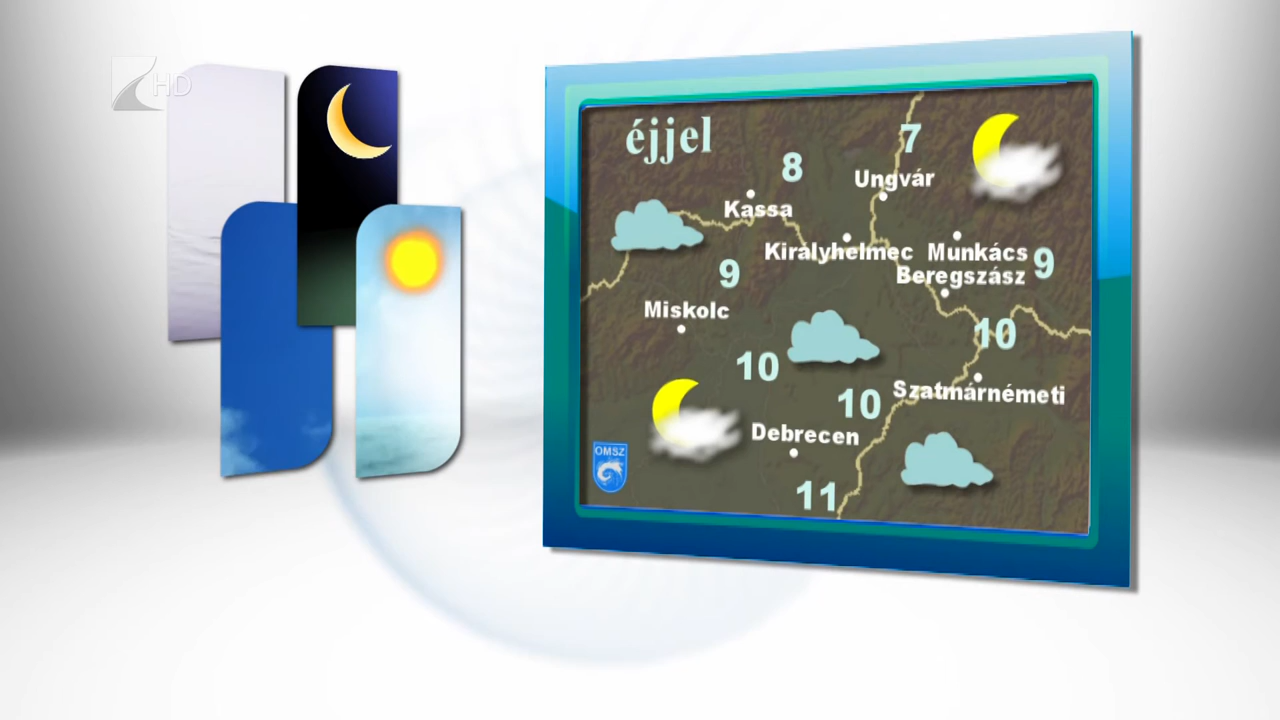 HD
éjjel
7
8
Ungvár
Kassa
Királyhelmec
Munkács
9
9
Beregszász
Miskolc
10
10
Szatmárnémeti
10
Debrecen
OMSZ
11